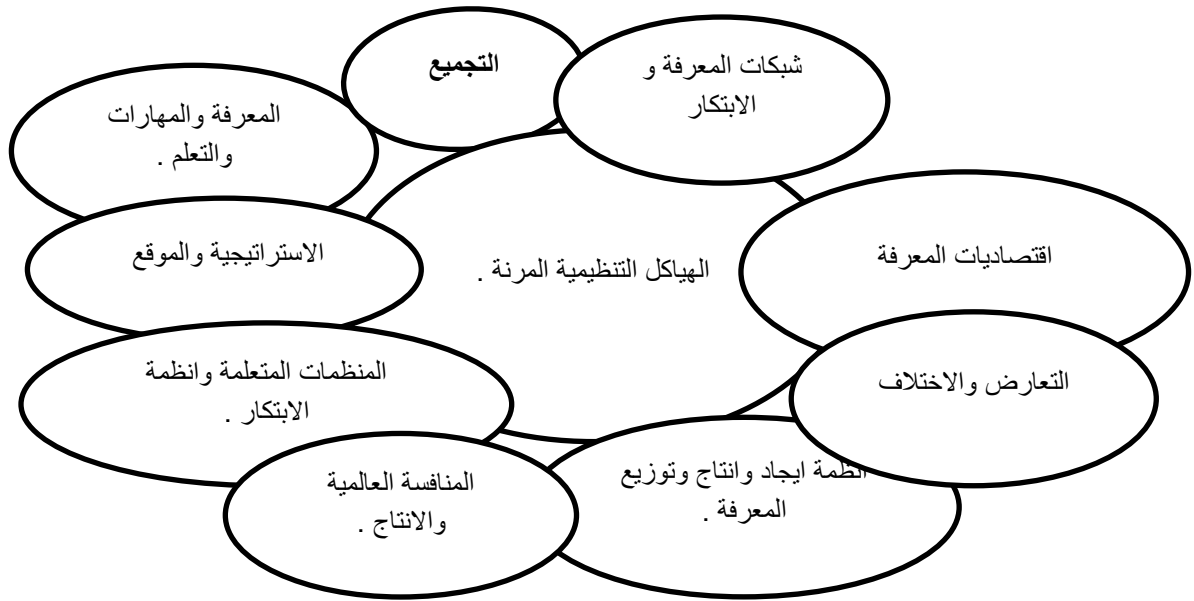 التجميع
شبكات المعرفة و
الابتكار
المعرفة والمهارات
والتعلم .
اقتصاديات المعرفة
الاستراتيجية والموقع
الهياكل التنظيمية المرنة .
التعارض والاختلاف
المنظمات المتعلمة وانظمة
الابتكار .
انظمة ايجاد وانتاج وتوزيع
المعرفة .
المنافسة العالمية
والانتاج .